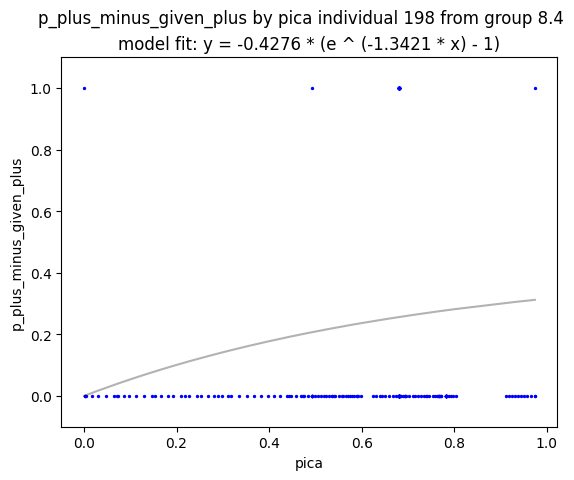 p_plus_minus_given_plus by pica individual 198 from group 8.4
model fit: y = -0.4276 * (e ^ (-1.3421 * x) - 1)
1.0
0.8
0.6
0.4
0.2
0.0
p_plus_minus_given_plus
0.0 0.2 0.4 0.6 0.8 1.0
pica